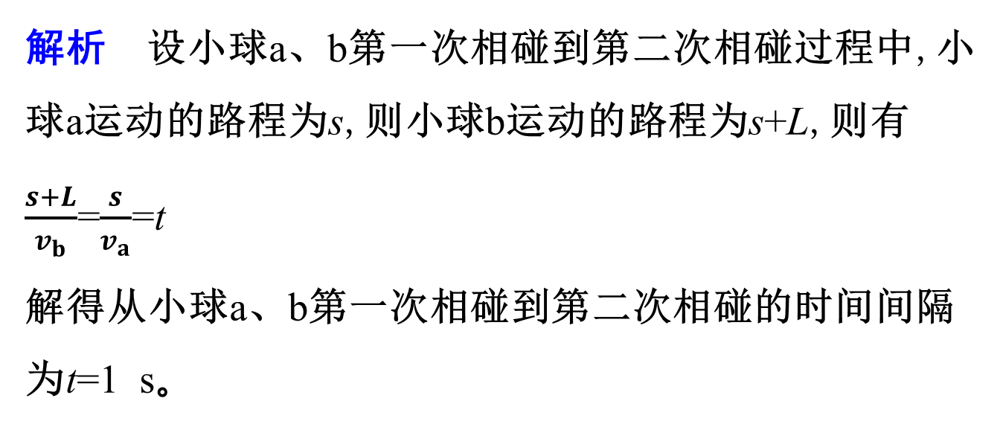 解析 设小球a、b第一次相碰到第二次相碰过程中, 小
球a运动的路程为s, 则小球b运动的路程为s+L, 则有
\frac{s+L}{v_b}=\frac{s}{v_a}=t
解得从小球a、b第一次相碰到第二次相碰的时间间隔
为t=1 s。